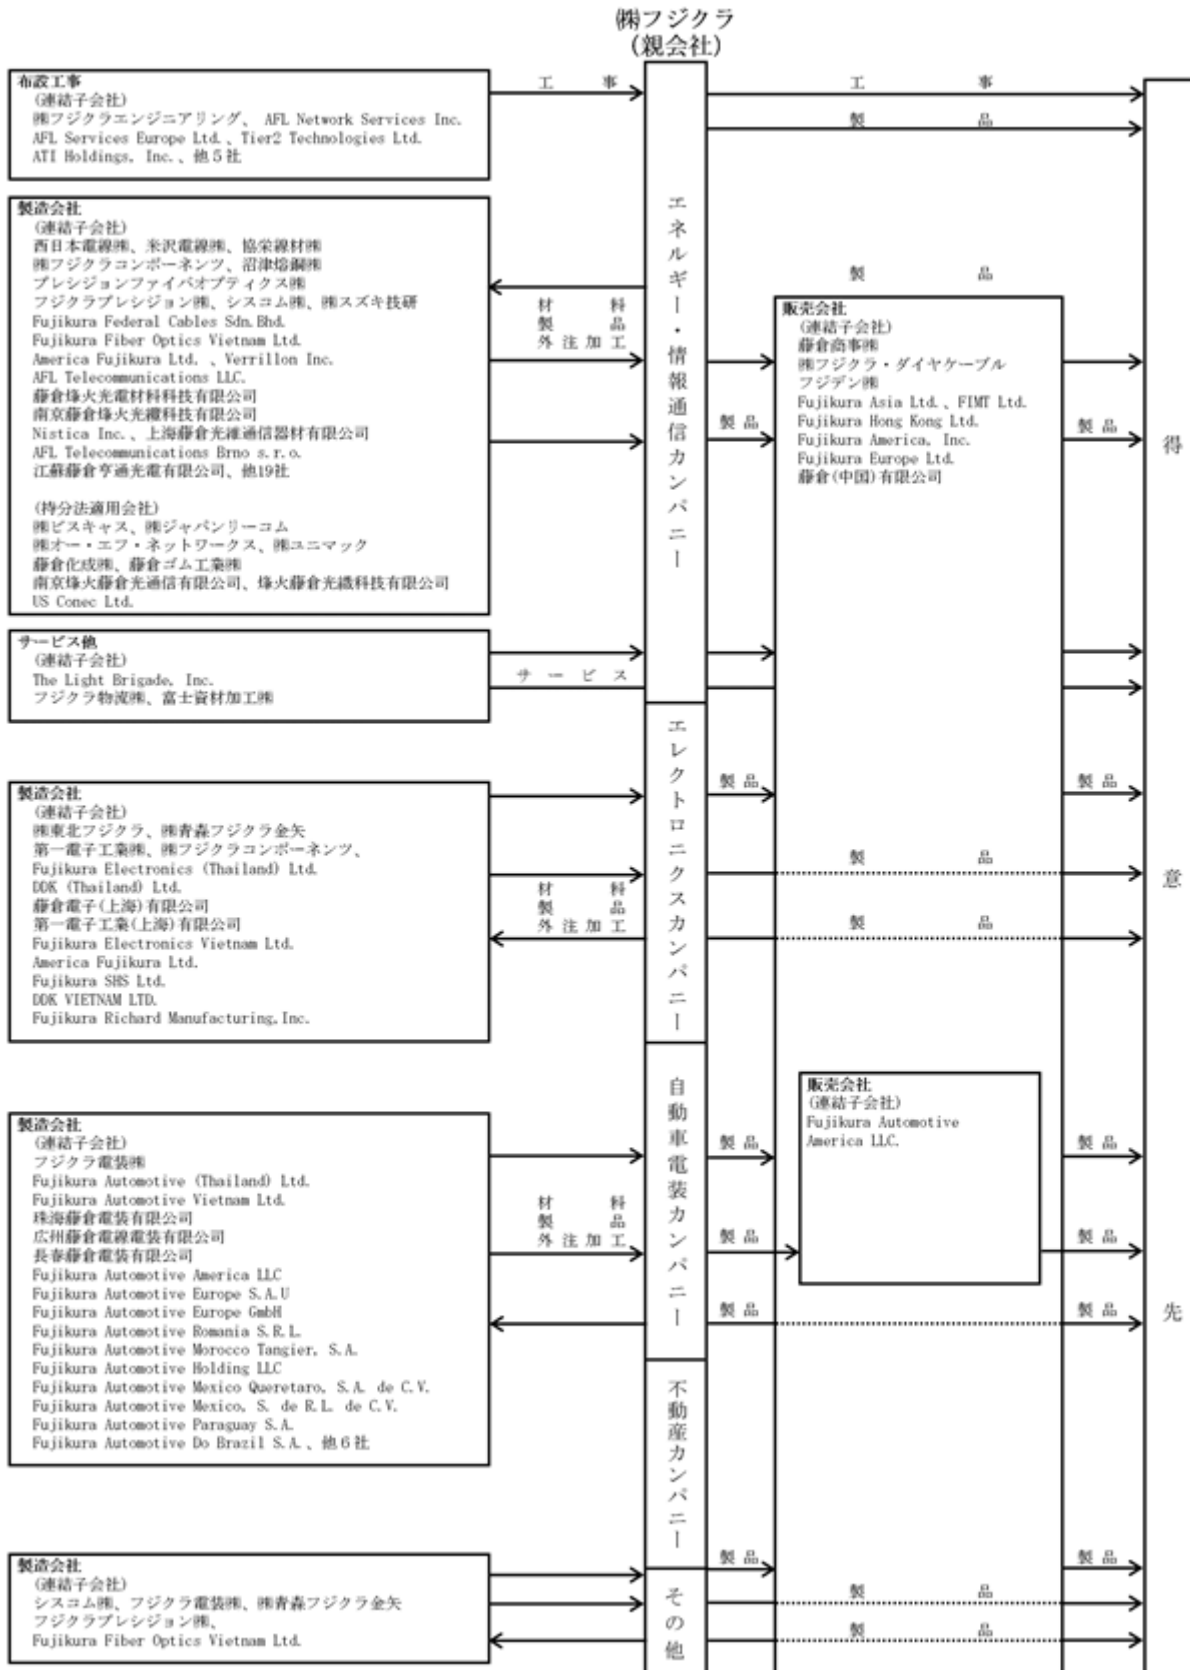 ㈱フジクラ
(親会社)
布設工事
(連結子会社)
㈱フジクラエンジニアリング、 AFL Network Services Inc.
AFL Services Europe Ltd.、Tier2 Technologies Ltd.
ATI Holdings, Inc.、他5社
工 事
工 事
製 品
製造会社
(連結子会社)
西日本電線㈱、米沢電線㈱、協栄線材㈱
㈱フジクラコンポーネンツ、沼津熔銅㈱
プレシジョンファイバオプティクス㈱
フジクラプレシジョン㈱、シスコム㈱、㈱スズキ技研
Fujikura Federal Cables Sdn.Bhd.
Fujikura Fiber Optics Vietnam Ltd.
America Fujikura Ltd. 、Verrillon Inc.
AFL Telecommunications LLC.
藤倉烽火光電材料科技有限公司
南京藤倉烽火光纜科技有限公司
Nistica Inc.、上海藤倉光維通信器材有限公司
AFL Telecommunications Brno s.r.o.
江蘇藤倉亨通光電有限公司、他19社
(持分法適用会社)
㈱ビスキャス、㈱ジャパンリーコム
㈱オー・エフ・ネットワークス、㈱ユニマック
藤倉化成㈱、藤倉ゴム工業㈱
南京烽火藤倉光通信有限公司、烽火藤倉光纖科技有限公司
US Conec Ltd.
材 料
製 品
外注加工
エネルギー・情報通信カンパニー
製 品
製 品
販売会社
(連結子会社)
藤倉商事㈱
㈱フジクラ・ダイヤケーブル
フジデン㈱
Fujikura Asia Ltd.、FIMT Ltd.
Fujikura Hong Kong Ltd.
Fujikura America, Inc.
Fujikura Europe Ltd.
藤倉(中国)有限公司
製 品
得意先
サービス他
(連結子会社)
The Light Brigade, Inc.
フジクラ物流㈱、富士資材加工㈱
サ ー ビ ス
製造会社
(連結子会社)
㈱東北フジクラ、㈱青森フジクラ金矢
第一電子工業㈱、㈱フジクラコンポーネンツ、
Fujikura Electronics (Thailand) Ltd.
DDK (Thailand) Ltd.
藤倉電子(上海)有限公司
第一電子工業(上海)有限公司
Fujikura Electronics Vietnam Ltd.
America Fujikura Ltd.
Fujikura SHS Ltd.
DDK VIETNAM LTD.
Fujikura Richard Manufacturing,Inc.
材 料
製 品
外注加工
エレクトロニクスカンパニー
製 品
製 品
製 品
製 品
製造会社
(連結子会社)
フジクラ電装㈱
Fujikura Automotive (Thailand) Ltd.
Fujikura Automotive Vietnam Ltd.
珠海藤倉電装有限公司
広州藤倉電線電装有限公司
長春藤倉電装有限公司
Fujikura Automotive America LLC
Fujikura Automotive Europe S.A.U
Fujikura Automotive Europe GmbH
Fujikura Automotive Romania S.R.L.
Fujikura Automotive Morocco Tangier, S.A.
Fujikura Automotive Holding LLC
Fujikura Automotive Mexico Queretaro, S.A. de C.V.
Fujikura Automotive Mexico, S. de R.L. de C.V.
Fujikura Automotive Paraguay S.A.
Fujikura Automotive Do Brazil S.A.、他6社
材 料
製 品
外注加工
自動車電装カンパニー
製 品
製 品
製 品
販売会社
(連結子会社)
Fujikura Automotive
America LLC.
製 品
製 品
製 品
不動産カンパニー
製造会社
(連結子会社)
シスコム㈱、フジクラ電装㈱、㈱青森フジクラ金矢
フジクラプレシジョン㈱、
Fujikura Fiber Optics Vietnam Ltd.
その他
製 品
製 品
製 品
製 品